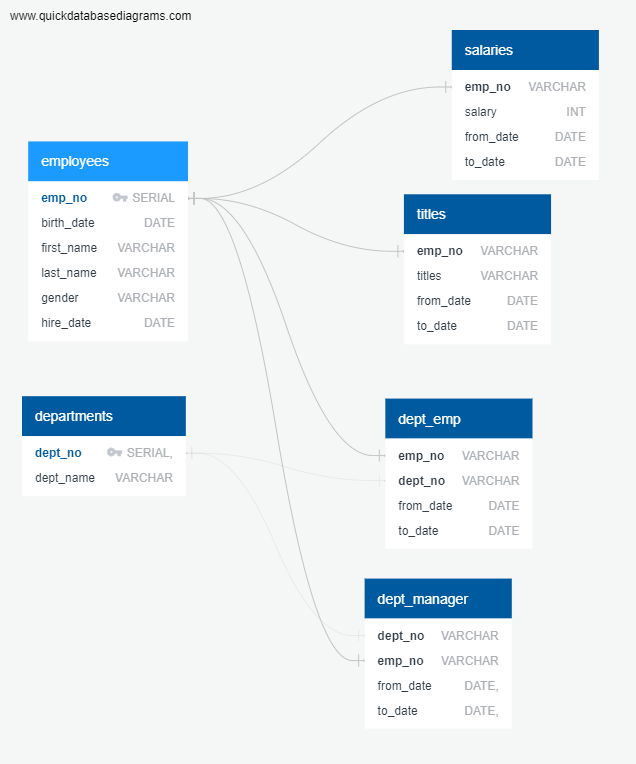 www.quickdatabasediagrams.com
salaries
emp_no VARCHAR
salary INT
from_date DATE
to_date DATE
employees
emp_no SERIAL
birth_date DATE
first_name VARCHAR
last_name VARCHAR
gender VARCHAR
hire_date DATE
titles
emp_no VARCHAR
titles VARCHAR
from_date DATE
to_date DATE
departments
dept_no SERIAL,
dept_name VARCHAR
dept_emp
emp_no VARCHAR
dept_no VARCHAR
from_date DATE
to_date DATE
dept_manager
dept_no VARCHAR
emp_no VARCHAR
from_date DATE,
to_date DATE,